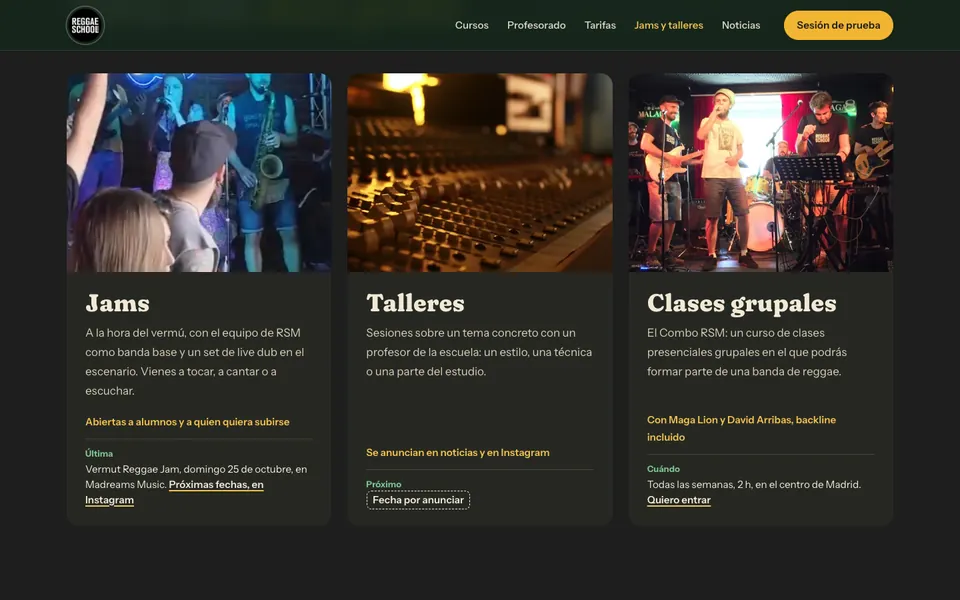 REGGAE
SCHOOL
Cursos
Profesorado
Tarifas
Jams y talleres
Noticias
Sesión de prueba
Jams
A la hora del vermú, con el equipo de RSM
como banda base y un set de live dub en el
escenario. Vienes a tocar, a cantar o a
escuchar.
Abiertas a alumnos y a quien quiera subirse
Última
Vermut Reggae Jam, domingo 25 de octubre, en
Madreams Music. Próximas fechas, en
Instagram
Talleres
Sesiones sobre un tema concreto con un
profesor de la escuela: un estilo, una técnica
o una parte del estudio.
Se anuncian en noticias y en Instagram
Próximo
Fecha por anunciar
Clases grupales
El Combo RSM: un curso de clases
presenciales grupales en el que podrás
formar parte de una banda de reggae.
Con Maga Lion y David Arribas, backline
incluido
Cuándo
Todas las semanas, 2 h, en el centro de Madrid.
Quiero entrar